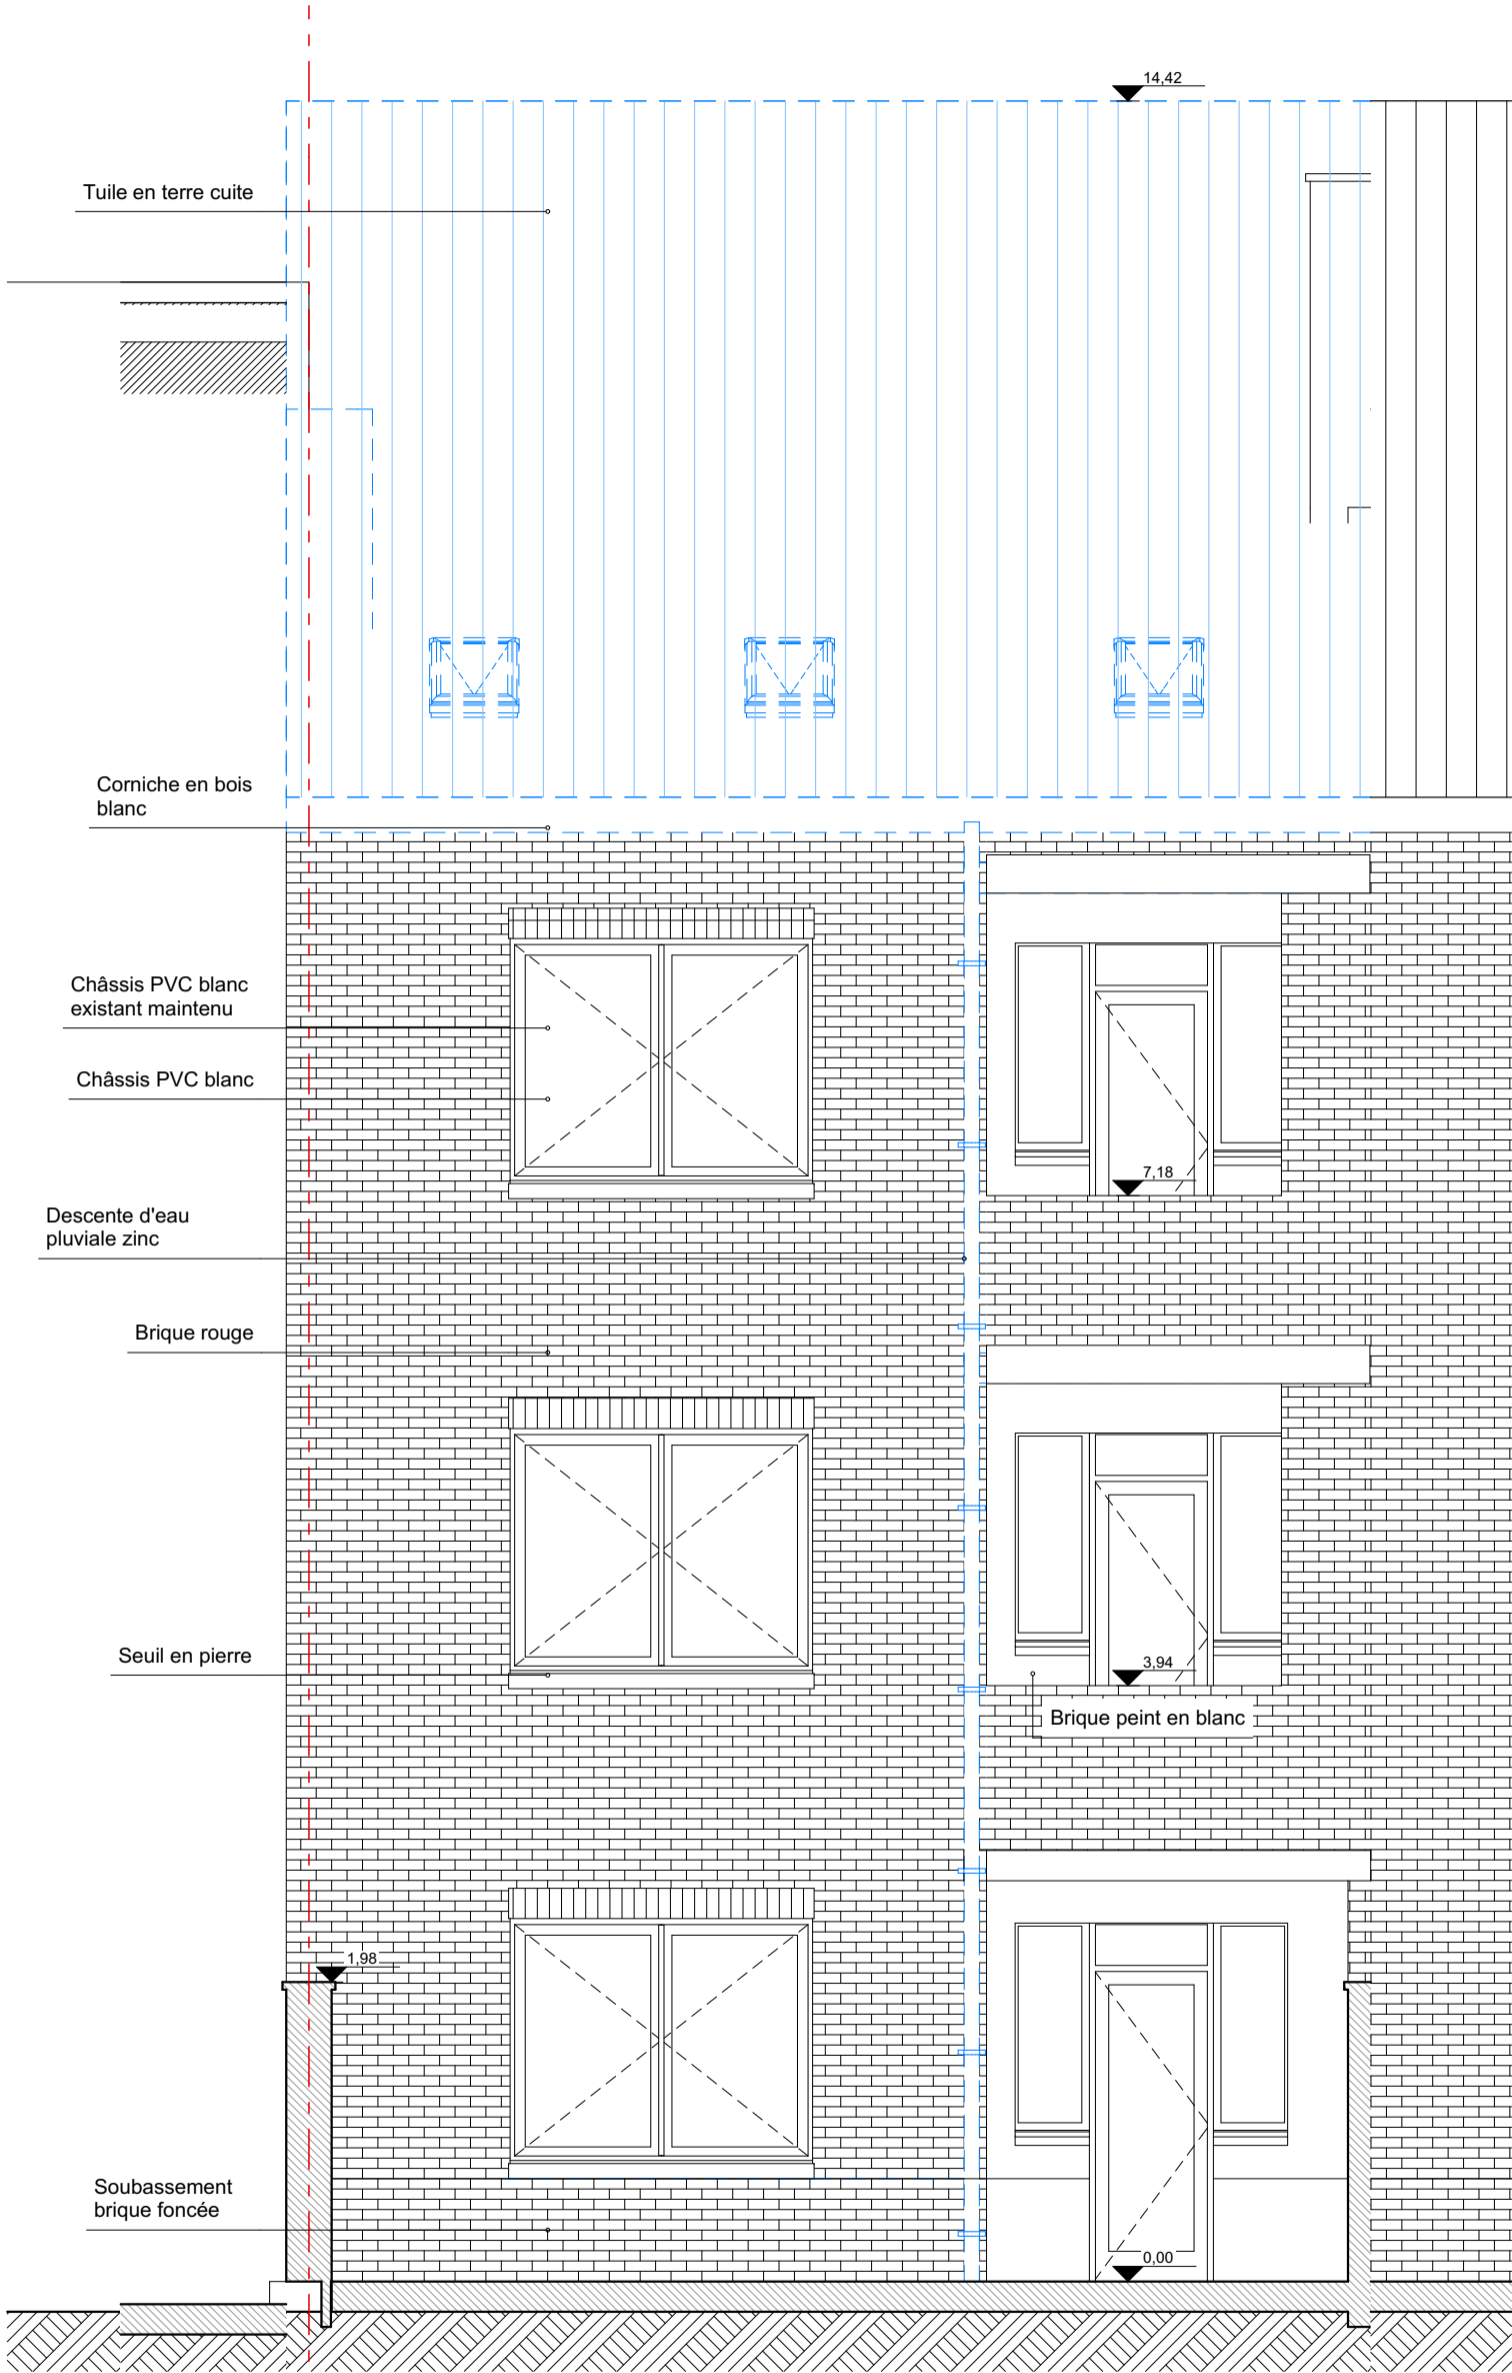 14,42
Tuile en terre cuite
Corniche en bois
blanc
Châssis PVC blanc
existant maintenu
Châssis PVC blanc
7,18
Descente d'eau
pluviale zinc
Brique rouge
Seuil en pierre
3,94
Brique peint en blanc
1,98
Soubassement
brique foncée
0,00